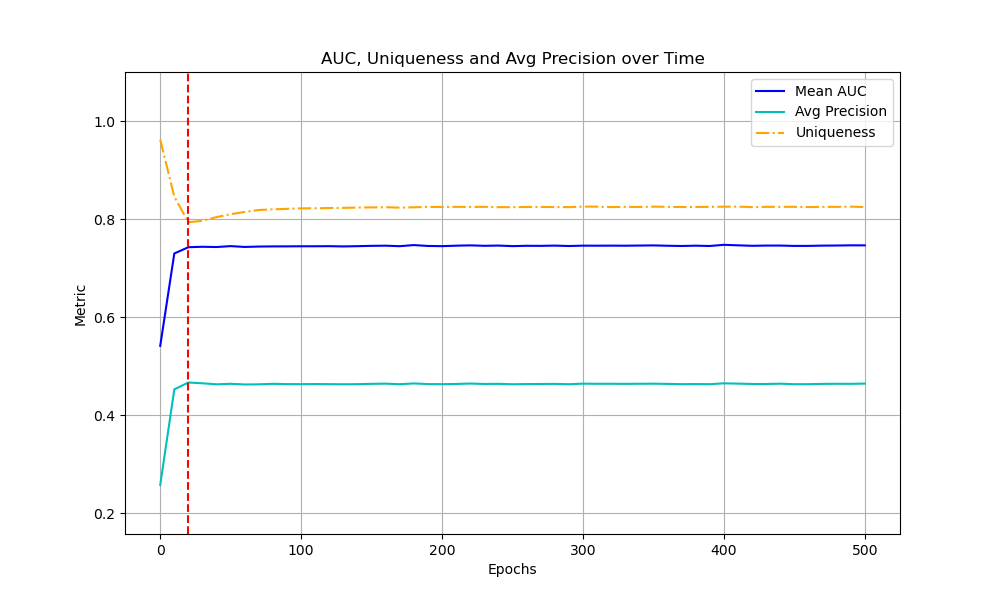 AUC, Uniqueness and Avg Precision over Time
Mean AUC
Avg Precision
Uniqueness
Metric
1.0
0.8
0.6
0.4
0.2
0 100 200 300 400 500
Epochs